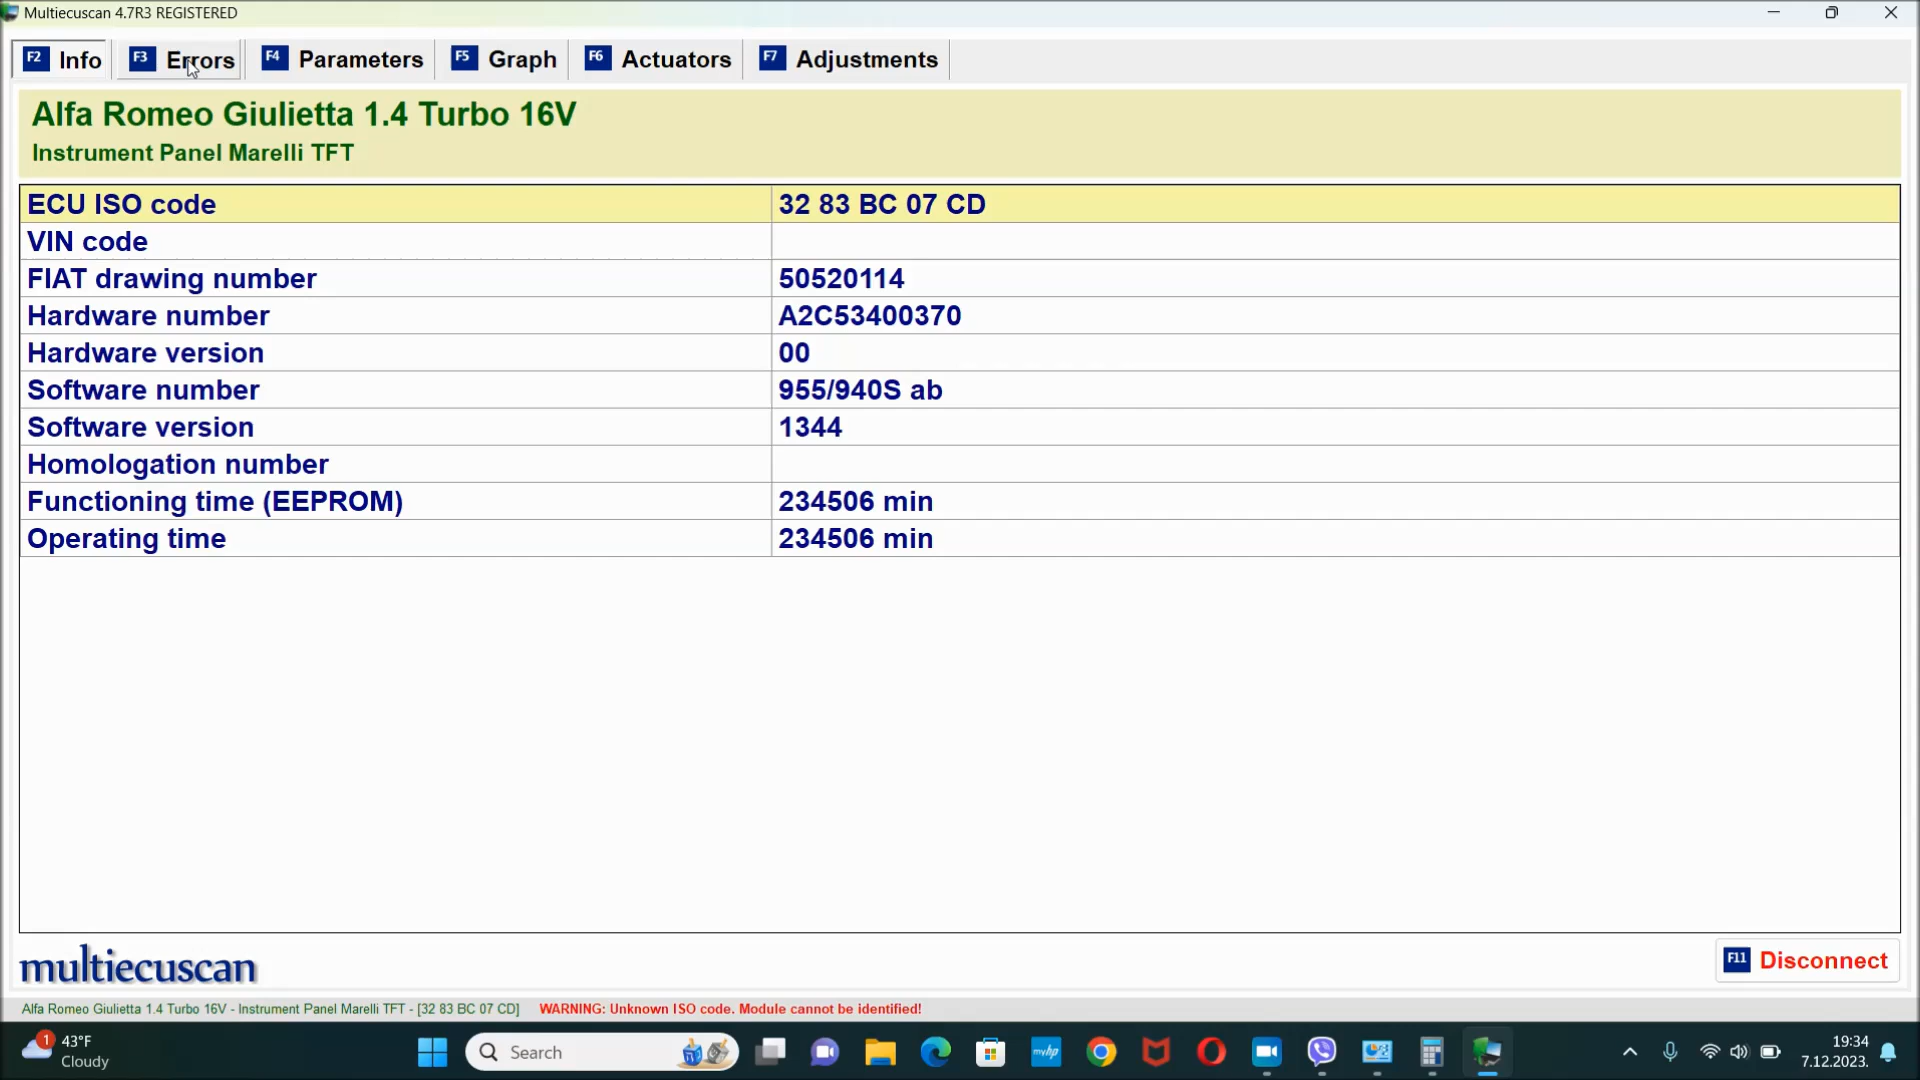 Multiecuscan 4.7R3 REGISTERED
F2 Info F3 Errors F4 Parameters F5 Graph F6 Actuators F7 Adjustments
Alfa Romeo Giulietta 1.4 Turbo 16V
Instrument Panel Marelli TFT
ECU ISO code 32 83 BC 07 CD
VIN code
FIAT drawing number 50520114
Hardware number A2C53400370
Hardware version 00
Software number 955/940S ab
Software version 1344
Homologation number
Functioning time (EEPROM) 234506 min
Operating time 234506 min
multiecuscan F11 Disconnect
Alfa Romeo Giulietta 1.4 Turbo 16V - Instrument Panel Marelli TFT - [32 83 BC 07 CD] WARNING: Unknown ISO code. Module cannot be identified!
1 43°F
Cloudy
Search
myhp
19:34
7.12.2023.